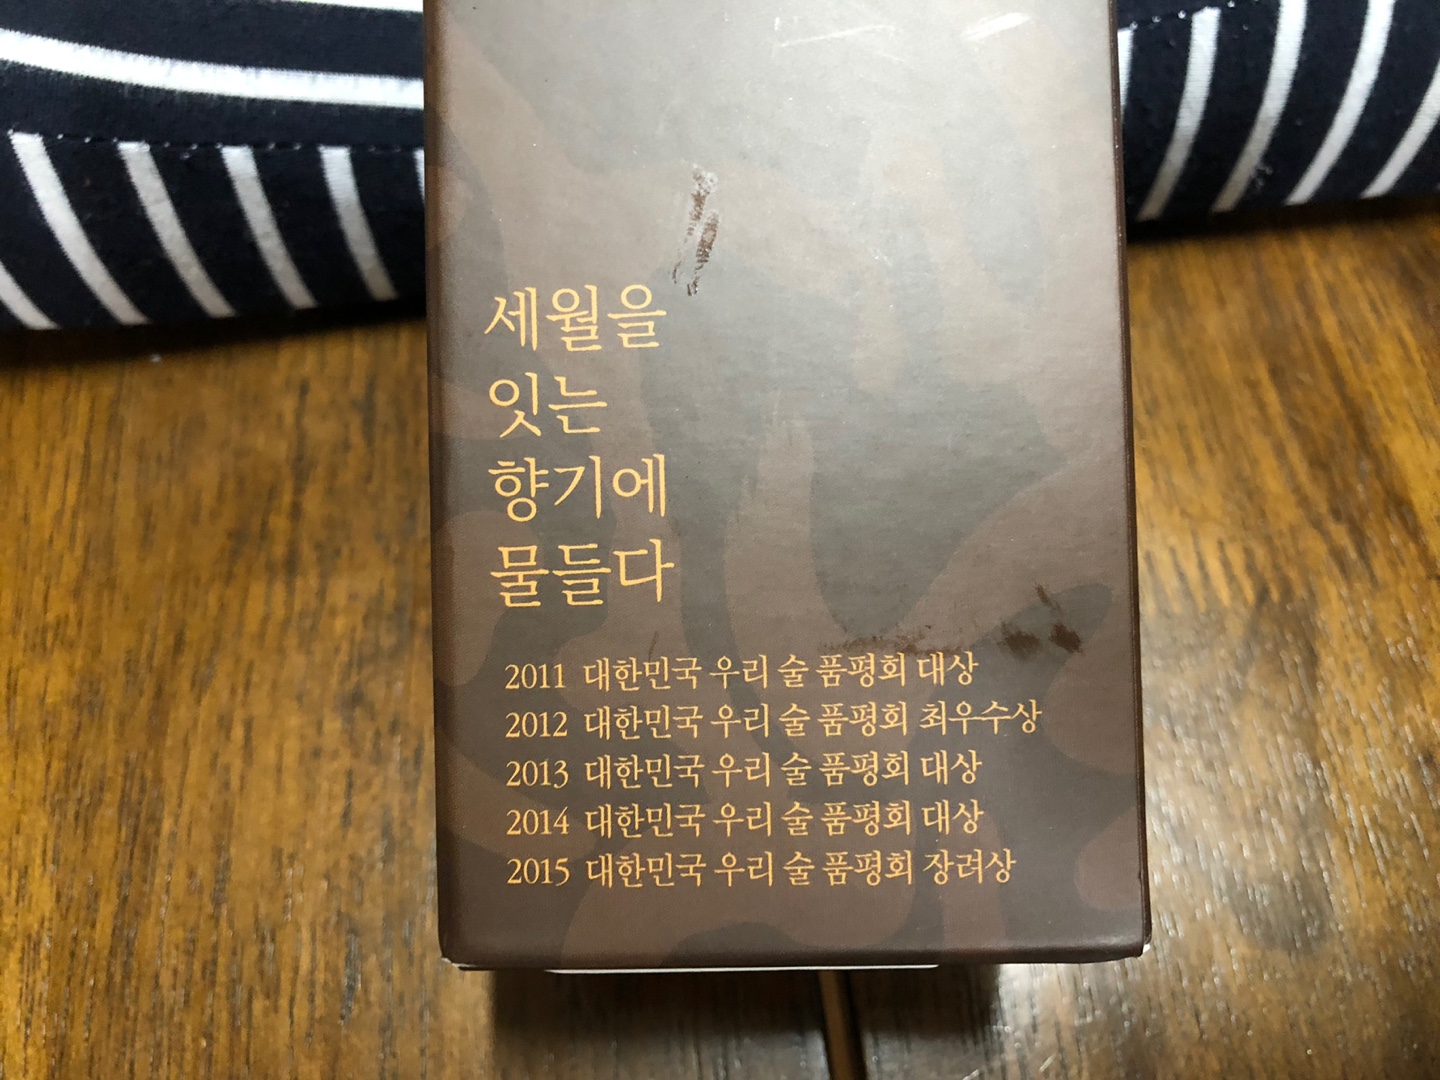 세월을
잇는
향기에
물들다
2011 대한민국 우리 술 품평회 대상
2012 대한민국 우리 술 품평회 최우수상
2013 대한민국 우리 술 품평회 대상
2014 대한민국 우리 술 품평회 대상
2015 대한민국 우리 술 품평회 장려상